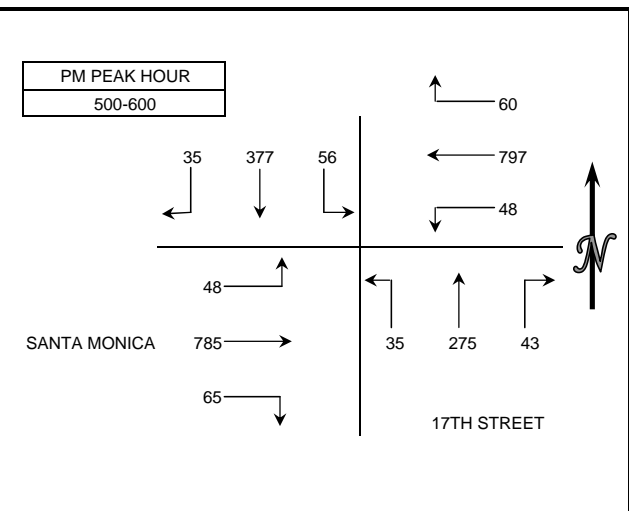 PM PEAK HOUR
500-600
60
35 377 56
797
48
48
N
SANTA MONICA 785
35 275 43
65
17TH STREET